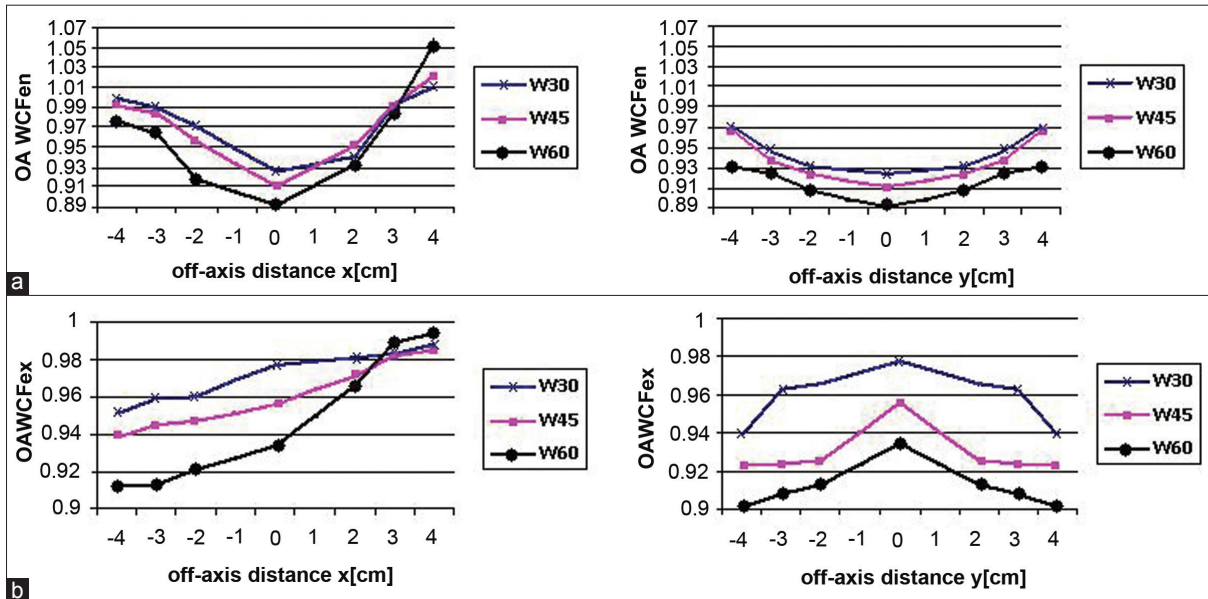 a
OA WCFen
1.07
1.05
1.03
1.01
0.99
0.97
0.95
0.93
0.91
0.89
-4 -3 -2 -1 0 1 2 3 4
off-axis distance x[cm]
W30
W45
W60
OA WCFen
1.07
1.05
1.03
1.01
0.99
0.97
0.95
0.93
0.91
0.89
-4 -3 -2 -1 0 1 2 3 4
off-axis distance y[cm]
W30
W45
W60
b
OAWCFex
1
0.98
0.96
0.94
0.92
0.9
-4 -3 -2 -1 0 1 2 3 4
off-axis distance x[cm]
W30
W45
W60
OAWCFex
1
0.98
0.96
0.94
0.92
0.9
-4 -3 -2 -1 0 1 2 3 4
off-axis distance y[cm]
W30
W45
W60